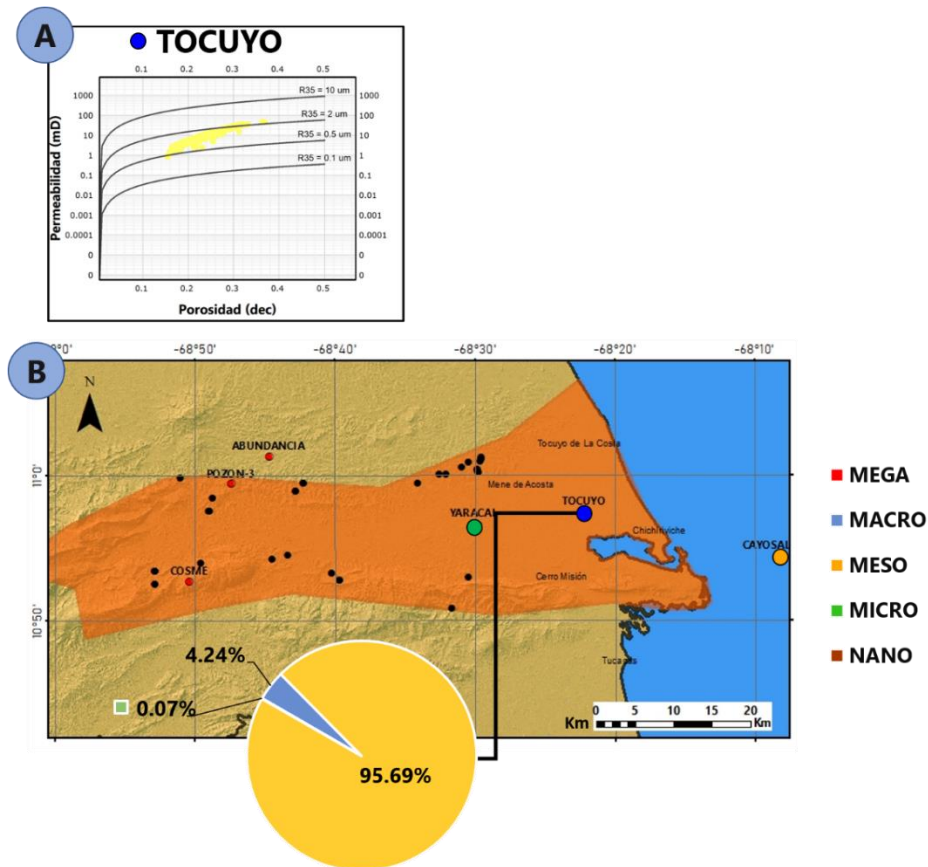 A
TOCUYO
0.1 0.2 0.3 0.4 0.5
1000 1000
100 100
10 10
1 1
0.1 0.1
0.01 0.01
0.001 0.001
0.0001 0.0001
0 0
0 0
R35 = 10 um
R35 = 2 um
R35 = 0.5 um
R35 = 0.1 um
0.1 0.2 0.3 0.4 0.5
Permeabilidad (mD)
Porosidad (dec)
B
-68°50' -68°40' -68°30' -68°20' -68°10'
N
ABUNDANCIA
Tocuyo de La Costa
11°0'
POZON-3
Mene de Acosta
TOCUYO
YARACAL
Chichiriviche
CAYOSAL
COSME
Cerro Misión
10°50'
Tucacas
Km 0 5 10 15 20 Km
MEGA
MACRO
MESO
MICRO
NANO
4.24%
0.07%
95.69%